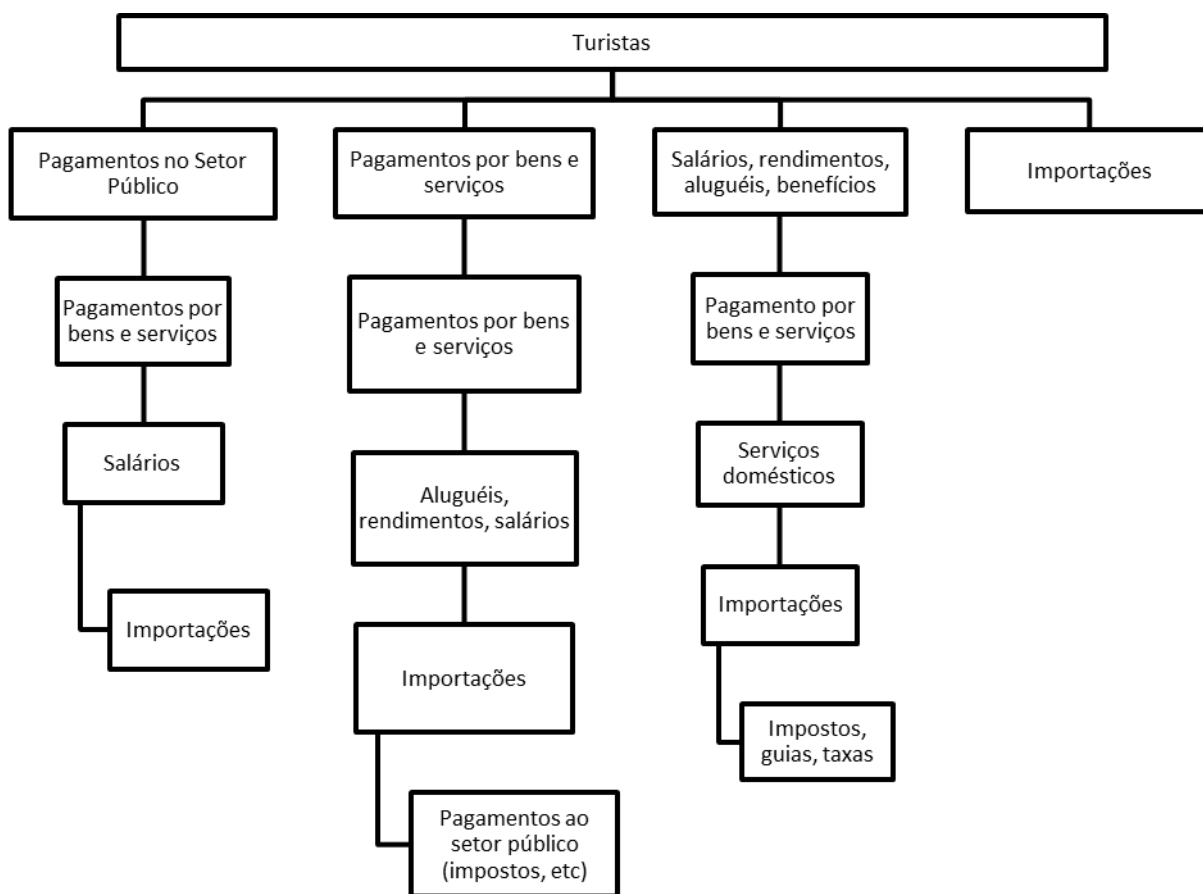 Turistas
Pagamentos no Setor
Público
Pagamentos por bens e
serviços
Salários, rendimentos,
aluguéis, benefícios
Importações
Pagamentos por
bens e serviços
Pagamentos por bens
e serviços
Pagamento por
bens e serviços
Salários
Aluguéis,
rendimentos, salários
Serviços
domésticos
Importações
Importações
Importações
Impostos,
guias, taxas
Pagamentos ao
setor público
(impostos, etc)